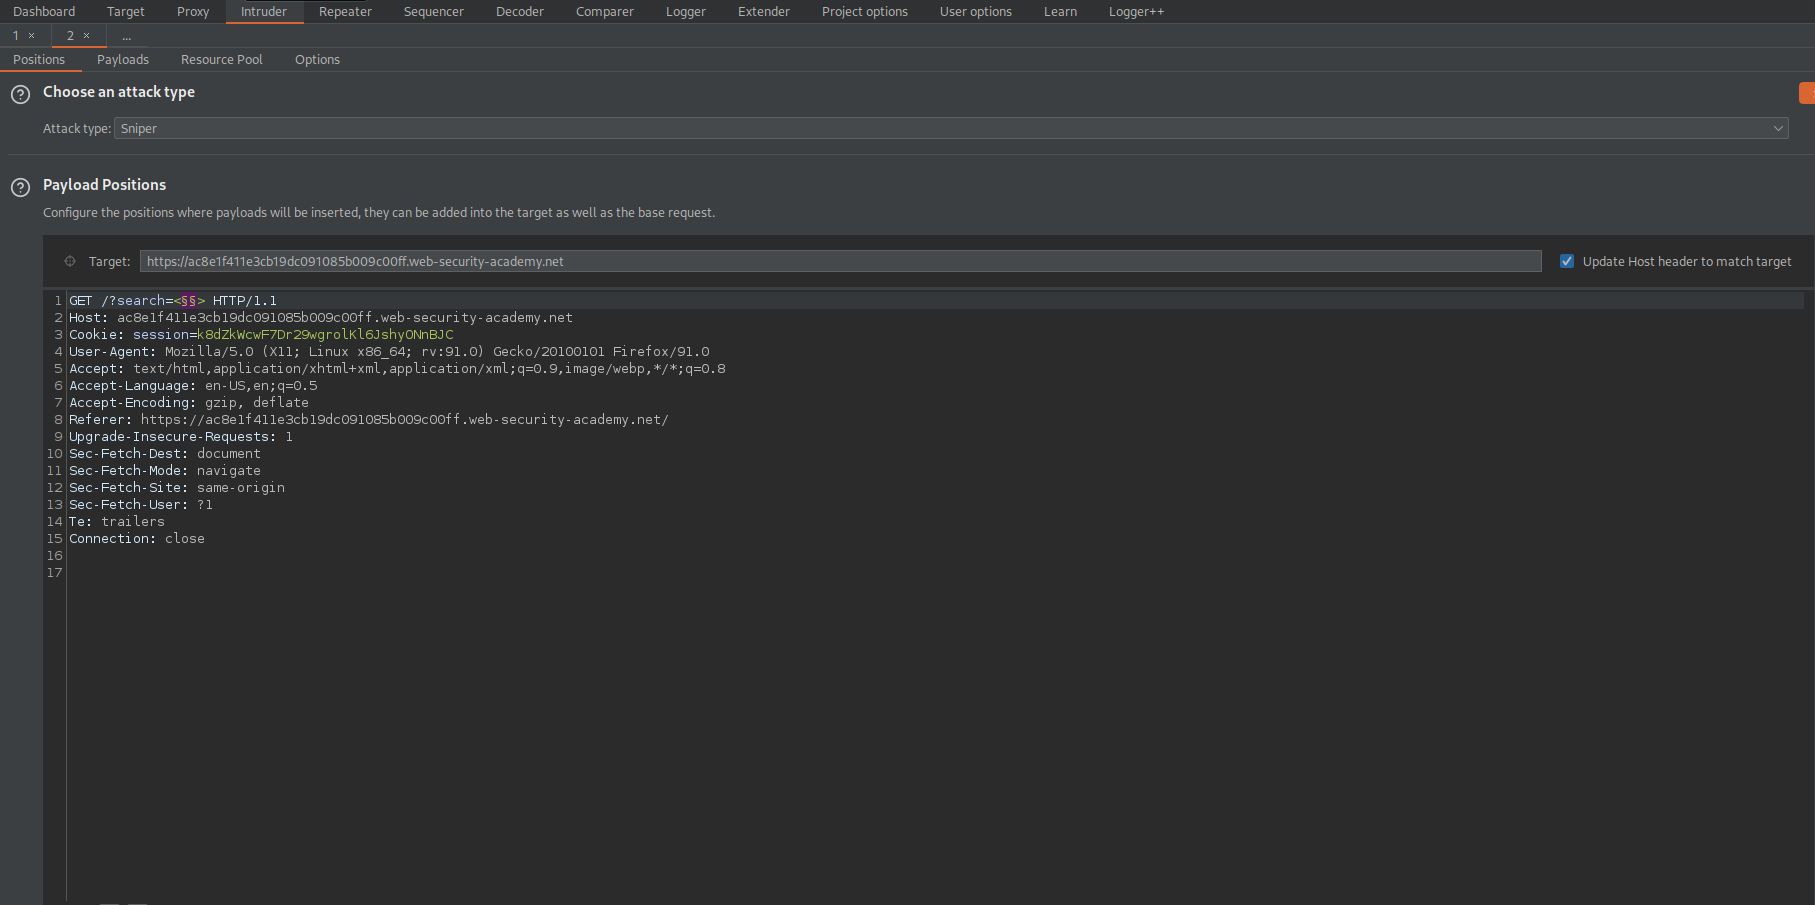 Dashboard Target Proxy Intruder Repeater Sequencer Decoder Comparer Logger Extender Project options User options Learn Logger++
1 × 2 × ...
Positions Payloads Resource Pool Options
? Choose an attack type
Attack type: Sniper
? Payload Positions
Configure the positions where payloads will be inserted, they can be added into the target as well as the base request.
Target: https://ac8e1f411e3cb19dc091085b009c00ff.web-security-academy.net Update Host header to match target
1 GET /?search=<§§> HTTP/1.1
2 Host: ac8e1f411e3cb19dc091085b009c00ff.web-security-academy.net
3 Cookie: session=k8dZkWcwF7Dr29wgrolKl6JshyONnBJC
4 User-Agent: Mozilla/5.0 (X11; Linux x86_64; rv:91.0) Gecko/20100101 Firefox/91.0
5 Accept: text/html,application/xhtml+xml,application/xml;q=0.9,image/webp,*/*;q=0.8
6 Accept-Language: en-US,en;q=0.5
7 Accept-Encoding: gzip, deflate
8 Referer: https://ac8e1f411e3cb19dc091085b009c00ff.web-security-academy.net/
9 Upgrade-Insecure-Requests: 1
10 Sec-Fetch-Dest: document
11 Sec-Fetch-Mode: navigate
12 Sec-Fetch-Site: same-origin
13 Sec-Fetch-User: ?1
14 Te: trailers
15 Connection: close
16
17